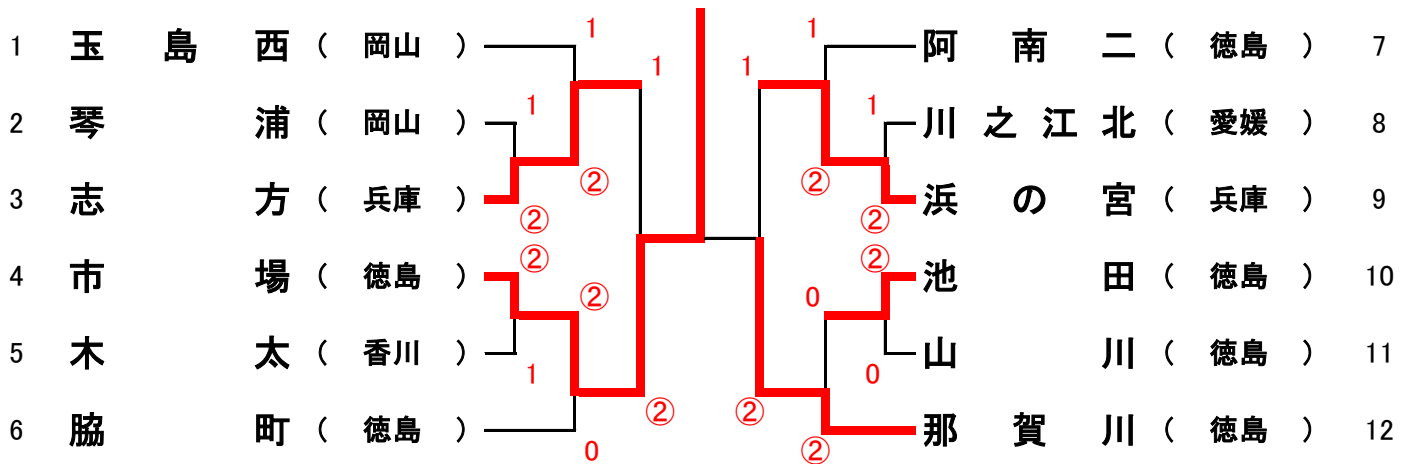 1 1
1 玉島西 ( 岡山 ) 阿南二 ( 徳島 ) 7
1 1
1 1
2 琴浦 ( 岡山 ) 川之江北 ( 愛媛 ) 8
② ②
3 志方 ( 兵庫 ) 浜の宮 ( 兵庫 ) 9
② ②
② ②
4 市場 ( 徳島 ) 池田 ( 徳島 ) 10
② 0
5 木太 ( 香川 ) 山川 ( 徳島 ) 11
1 0
② ②
6 脇町 ( 徳島 ) 那賀川 ( 徳島 ) 12
0 ②